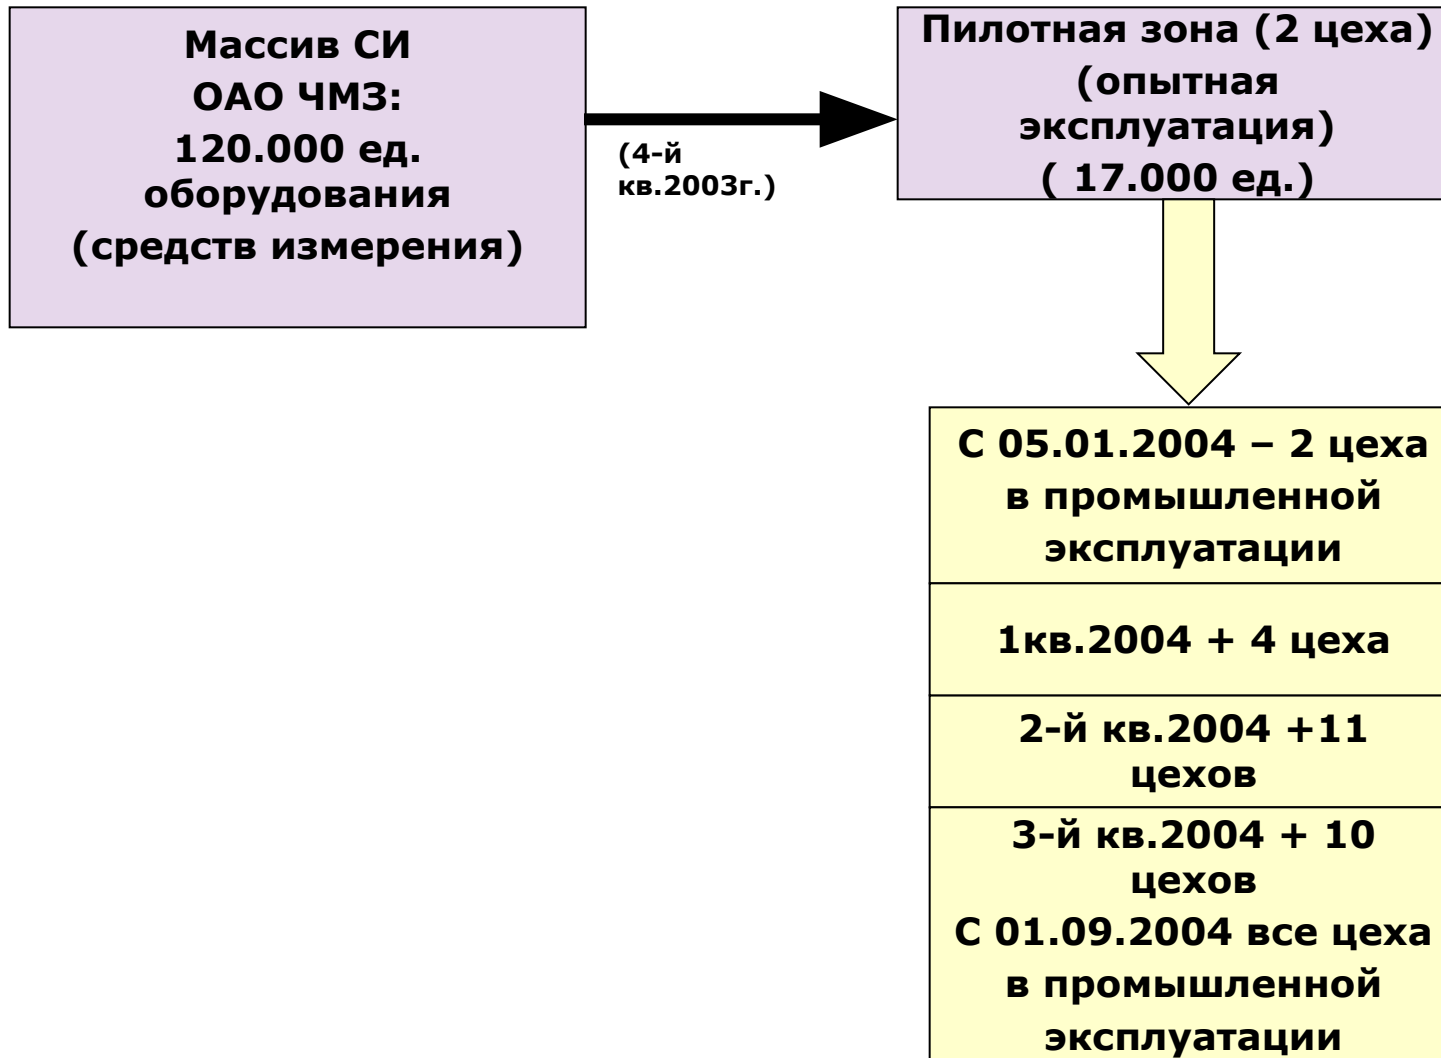 Массив СИ
ОАО ЧМЗ:
120.000 ед.
оборудования
(средств измерения)
(4-й
кв.2003г.)
Пилотная зона (2 цеха)
(опытная
эксплуатация)
( 17.000 ед.)
С 05.01.2004 – 2 цеха
в промышленной
эксплуатации
1кв.2004 + 4 цеха
2-й кв.2004 +11
цехов
3-й кв.2004 + 10
цехов
С 01.09.2004 все цеха
в промышленной
эксплуатации